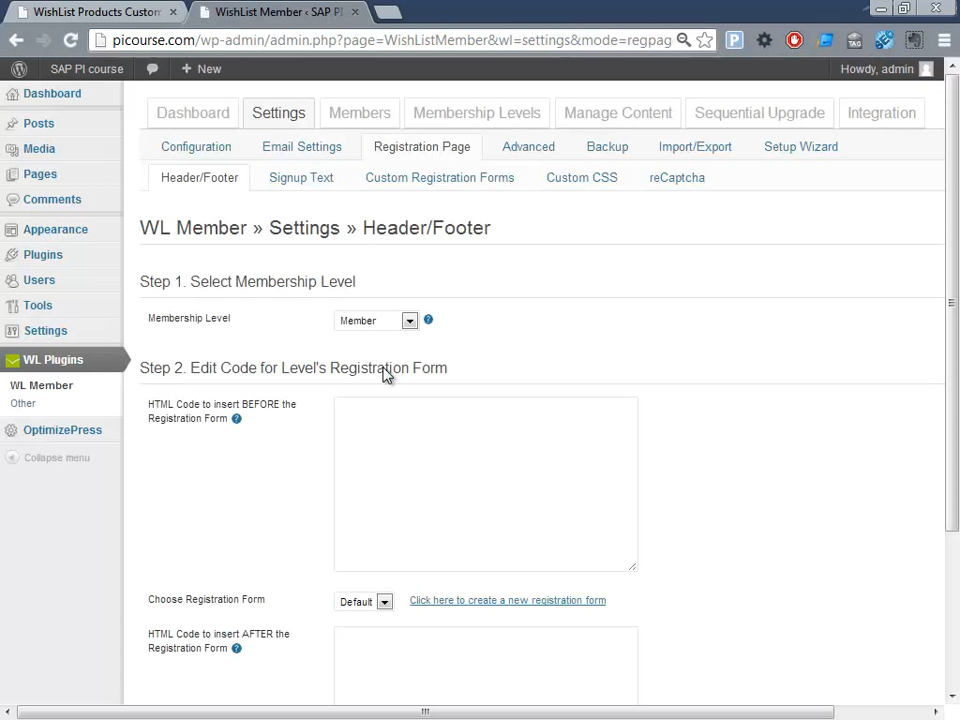 WishList Products Custom
WishList Member ‹ SAP PI
picourse.com/wp-admin/admin.php?page=WishListMember&wl=settings&mode=regpag
SAP PI course
+ New
Howdy, admin
Dashboard
Posts
Media
Pages
Comments
Appearance
Plugins
Users
Tools
Settings
WL Plugins
WL Member
Other
OptimizePress
Collapse menu
Dashboard
Settings
Members
Membership Levels
Manage Content
Sequential Upgrade
Integration
Configuration
Email Settings
Registration Page
Advanced
Backup
Import/Export
Setup Wizard
Header/Footer
Signup Text
Custom Registration Forms
Custom CSS
reCaptcha
WL Member » Settings » Header/Footer
Step 1. Select Membership Level
Membership Level
Member
Step 2. Edit Code for Level's Registration Form
HTML Code to insert BEFORE the
Registration Form
Choose Registration Form
Default
Click here to create a new registration form
HTML Code to insert AFTER the
Registration Form